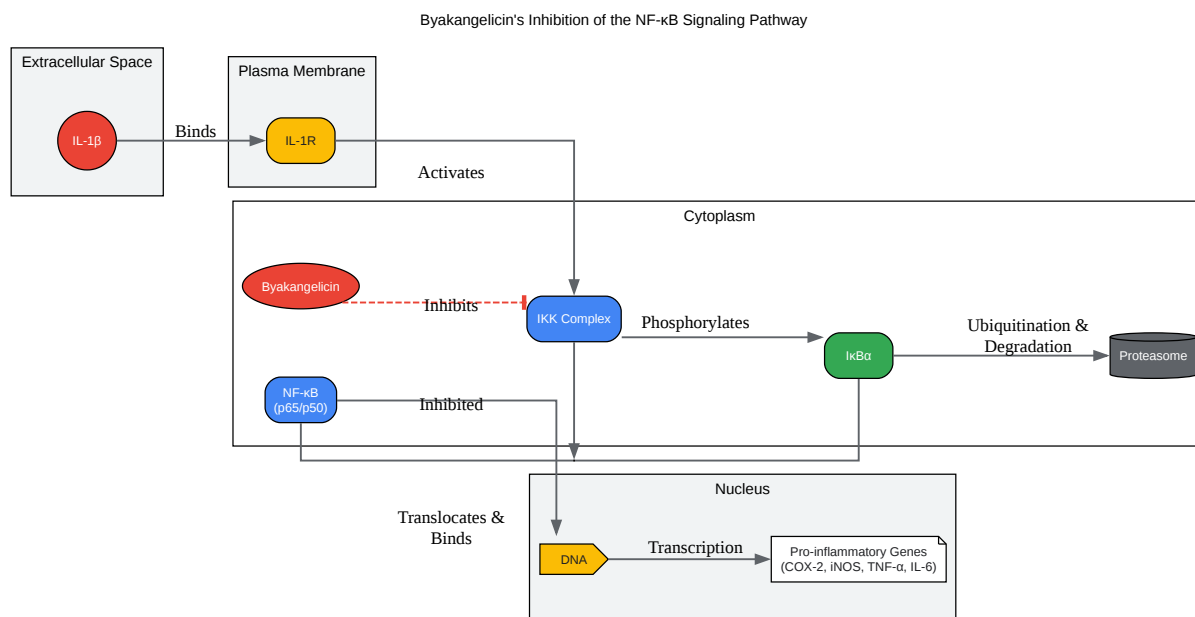 Byakangelicin's Inhibition of the NF-κB Signaling Pathway
Extracellular Space
Plasma Membrane
IL-1β
Binds
IL-1R
Activates
Cytoplasm
Byakangelicin
Inhibits
IKK Complex
Phosphorylates
IκBα
Ubiquitination &
Degradation
Proteasome
NF-κB
(p65/p50)
Inhibited
Nucleus
Translocates &
Binds
DNA
Transcription
Pro-inflammatory Genes
(COX-2, iNOS, TNF-α, IL-6)